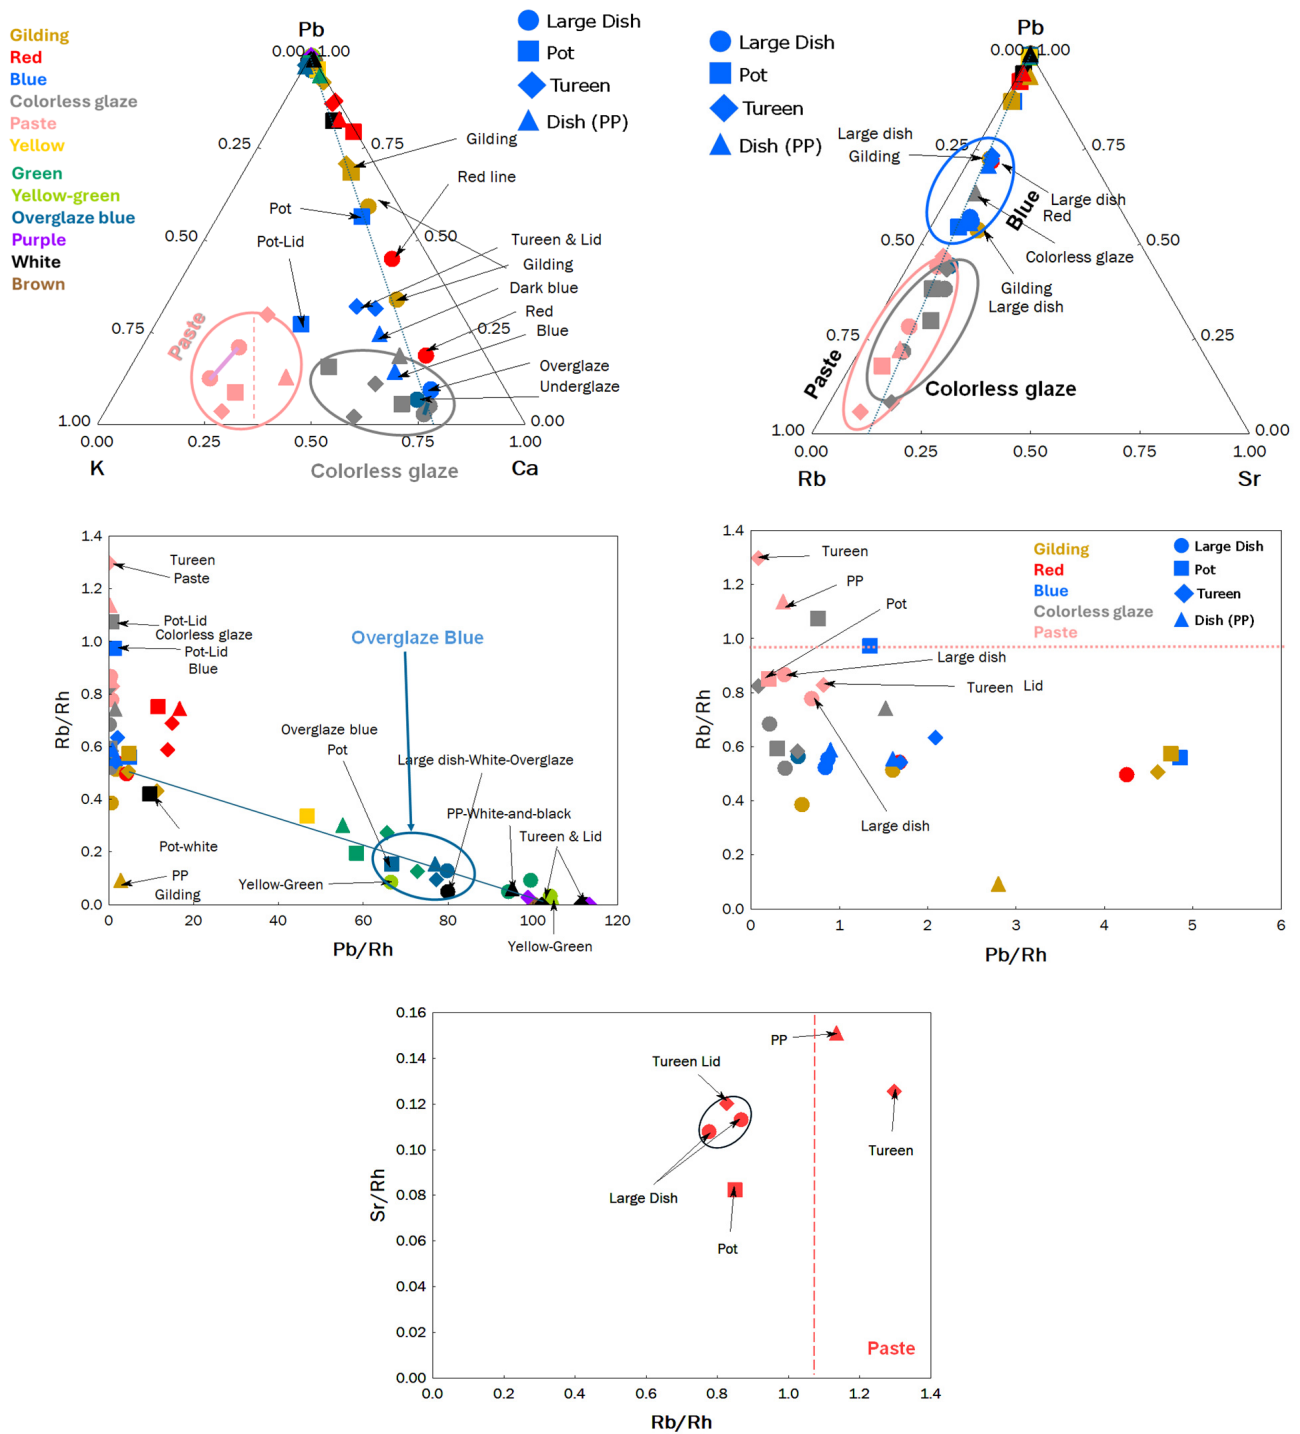 Gilding
Red
Blue
Colorless glaze
Paste
Yellow
Green
Yellow-green
Overglaze blue
Purple
White
Brown
Pb
0.00 1.00
Large Dish
Pot
Tureen
Dish (PP)
0.25
0.75
Gilding
Red line
Pot
0.50
0.50
Pot-Lid
Tureen & Lid
Gilding
Dark blue
Red
Blue
0.75
0.25
Paste
Overglaze
Underglaze
1.00
0.00
0.00
0.25
0.50
0.75
1.00
K
Colorless glaze
Ca
Pb
0.00 1.00
Large Dish
Pot
Tureen
Dish (PP)
Large dish
Gilding
0.25
0.75
Large dish
Red
Blue
0.50
0.50
Colorless glaze
Gilding
Large dish
0.75
0.25
Paste
Colorless glaze
1.00
0.00
0.00
0.25
0.50
0.75
1.00
Rb
Sr
1.4
1.2
1.0
0.8
0.6
0.4
0.2
0.0
Rb/Rh
Tureen
Paste
Pot-Lid
Colorless glaze
Pot-Lid
Blue
Overglaze Blue
Overglaze blue
Pot
Large dish-White-Overglaze
PP-White-and-black
Tureen & Lid
Pot-white
PP
Gilding
Yellow-Green
Yellow-Green
0
20
40
60
80
100
120
Pb/Rh
1.4
1.2
1.0
0.8
0.6
0.4
0.2
0.0
Rb/Rh
Tureen
PP
Pot
Gilding
Red
Blue
Colorless glaze
Paste
Large Dish
Pot
Tureen
Dish (PP)
Large dish
Tureen Lid
Large dish
0
1
2
3
4
5
6
Pb/Rh
0.16
0.14
0.12
0.10
0.08
0.06
0.04
0.02
0.00
Sr/Rh
PP
Tureen Lid
Tureen
Large Dish
Pot
Paste
0.0
0.2
0.4
0.6
0.8
1.0
1.2
1.4
Rb/Rh